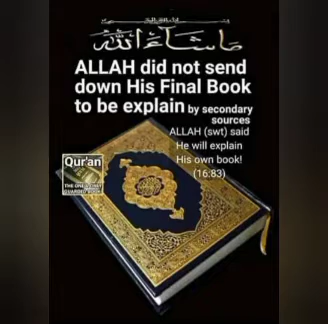 ما شاء الله
ALLAH did not send
down His Final Book
to be explain by secondary
sources
ALLAH (swt) said
He will explain
His own book!
(16:83)
Qur'an